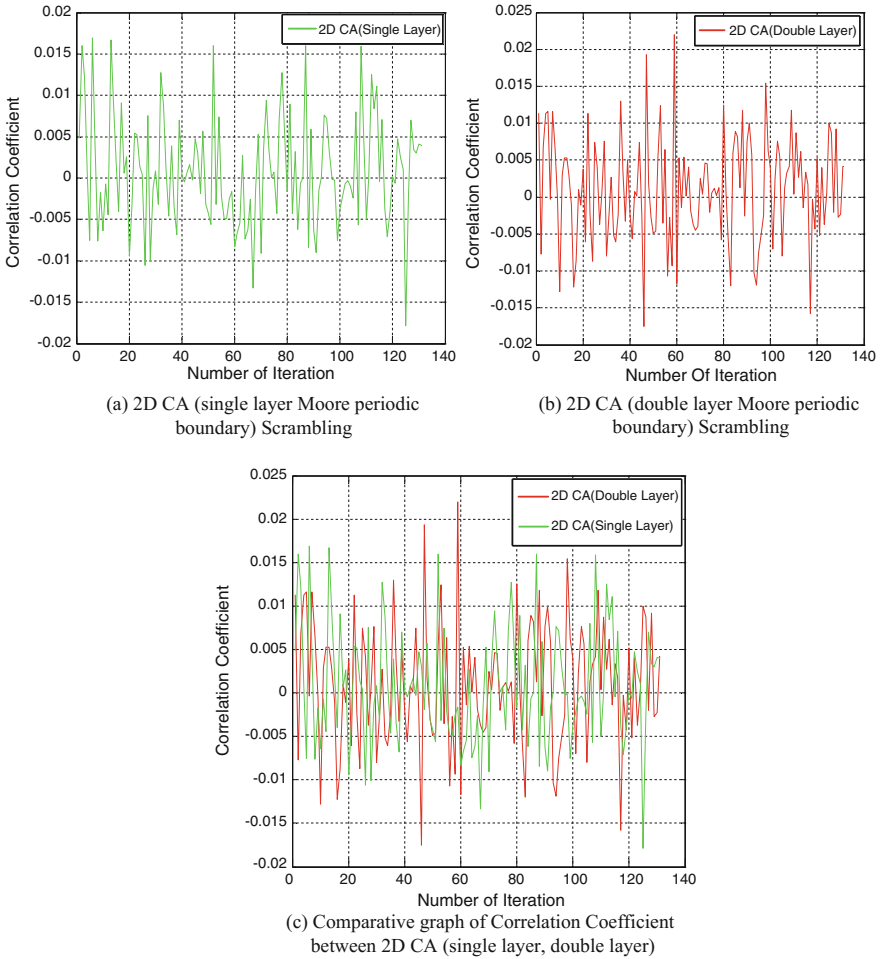 2D CA(Single Layer)
0.02
0.015
0.01
0.005
0
-0.005
-0.01
-0.015
-0.02
Correlation Coefficient
0 20 40 60 80 100 120 140
Number of Iteration
(a) 2D CA (single layer Moore periodic
boundary) Scrambling
2D CA(Double Layer)
0.025
0.02
0.015
0.01
0.005
0
-0.005
-0.01
-0.015
-0.02
Correlation Coefficient
0 20 40 60 80 100 120 140
Number Of Iteration
(b) 2D CA (double layer Moore periodic
boundary) Scrambling
2D CA(Double Layer)
2D CA(Single Layer)
0.025
0.02
0.015
0.01
0.005
0
-0.005
-0.01
-0.015
-0.02
Correlation Coefficient
0 20 40 60 80 100 120 140
Number of Iteration
(c) Comparative graph of Correlation Coefficient
between 2D CA (single layer, double layer)